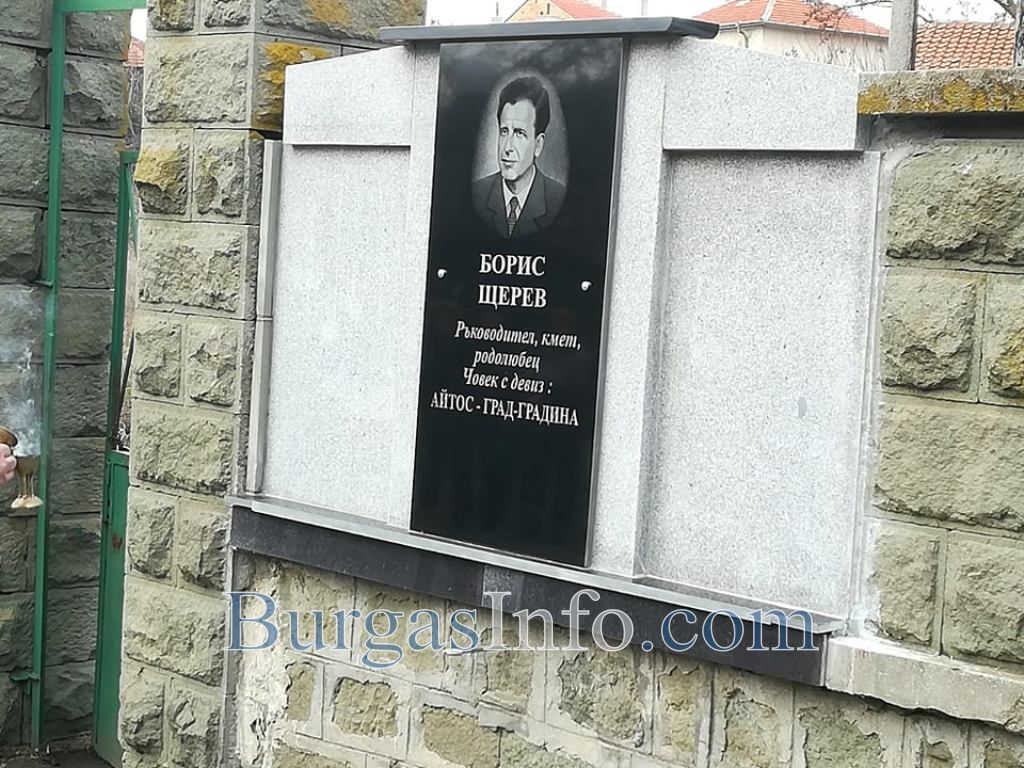 БОРИС
ЩЕРЕВ
Ръководител, кмет,
родолюбец
Човек с девиз :
АЙТОС - ГРАД-ГРАДИНА
BurgasInfo.com